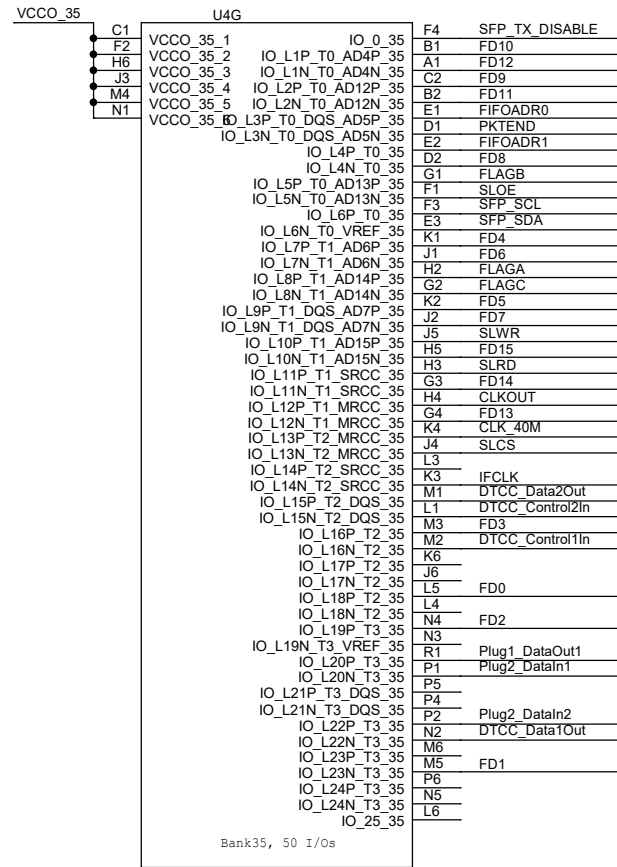 VCCO_35
U4G
C1 VCCO_35_1
F2 VCCO_35_2
H6 VCCO_35_3
J3 VCCO_35_4
M4 VCCO_35_5
N1 VCCO_35_6
IO_0_35 F4 SFP_TX_DISABLE
IO_L1P_T0_AD4P_35 B1 FD10
IO_L1N_T0_AD4N_35 A1 FD12
IO_L2P_T0_AD12P_35 C2 FD9
IO_L2N_T0_AD12N_35 B2 FD11
IO_L3P_T0_DQS_AD5P_35 E1 FIFOADR0
IO_L3N_T0_DQS_AD5N_35 D1 PKTEND
IO_L4P_T0_35 E2 FIFOADR1
IO_L4N_T0_35 D2 FD8
IO_L5P_T0_AD13P_35 G1 FLAGB
IO_L5N_T0_AD13N_35 F1 SLOE
IO_L6P_T0_35 F3 SFP_SCL
IO_L6N_T0_VREF_35 E3 SFP_SDA
IO_L7P_T1_AD6P_35 K1 FD4
IO_L7N_T1_AD6N_35 J1 FD6
IO_L8P_T1_AD14P_35 H2 FLAGA
IO_L8N_T1_AD14N_35 G2 FLAGC
IO_L9P_T1_DQS_AD7P_35 K2 FD5
IO_L9N_T1_DQS_AD7N_35 J2 FD7
IO_L10P_T1_AD15P_35 J5 SLWR
IO_L10N_T1_AD15N_35 H5 FD15
IO_L11P_T1_SRCC_35 H3 SLRD
IO_L11N_T1_SRCC_35 G3 FD14
IO_L12P_T1_MRCC_35 H4 CLKOUT
IO_L12N_T1_MRCC_35 G4 FD13
IO_L13P_T2_MRCC_35 K4 CLK_40M
IO_L13N_T2_MRCC_35 J4 SLCS
IO_L14P_T2_SRCC_35 L3
IO_L14N_T2_SRCC_35 K3 IFCLK
IO_L15P_T2_DQS_35 M1 DTCC_Data2Out
IO_L15N_T2_DQS_35 L1 DTCC_Control2In
IO_L16P_T2_35 M3 FD3
IO_L16N_T2_35 M2 DTCC_Control1In
IO_L17P_T2_35 K6
IO_L17N_T2_35 J6
IO_L18P_T2_35 L5 FD0
IO_L18N_T2_35 L4
IO_L19P_T3_35 N4 FD2
IO_L19N_T3_VREF_35 N3
IO_L20P_T3_35 R1 Plug1_DataOut1
IO_L20N_T3_35 P1 Plug2_DataIn1
IO_L21P_T3_DQS_35 P5
IO_L21N_T3_DQS_35 P4
IO_L22P_T3_35 P2 Plug2_DataIn2
IO_L22N_T3_35 N2 DTCC_Data1Out
IO_L23P_T3_35 M6
IO_L23N_T3_35 M5 FD1
IO_L24P_T3_35 P6
IO_L24N_T3_35 N5
IO_25_35 L6
Bank35, 50 I/Os